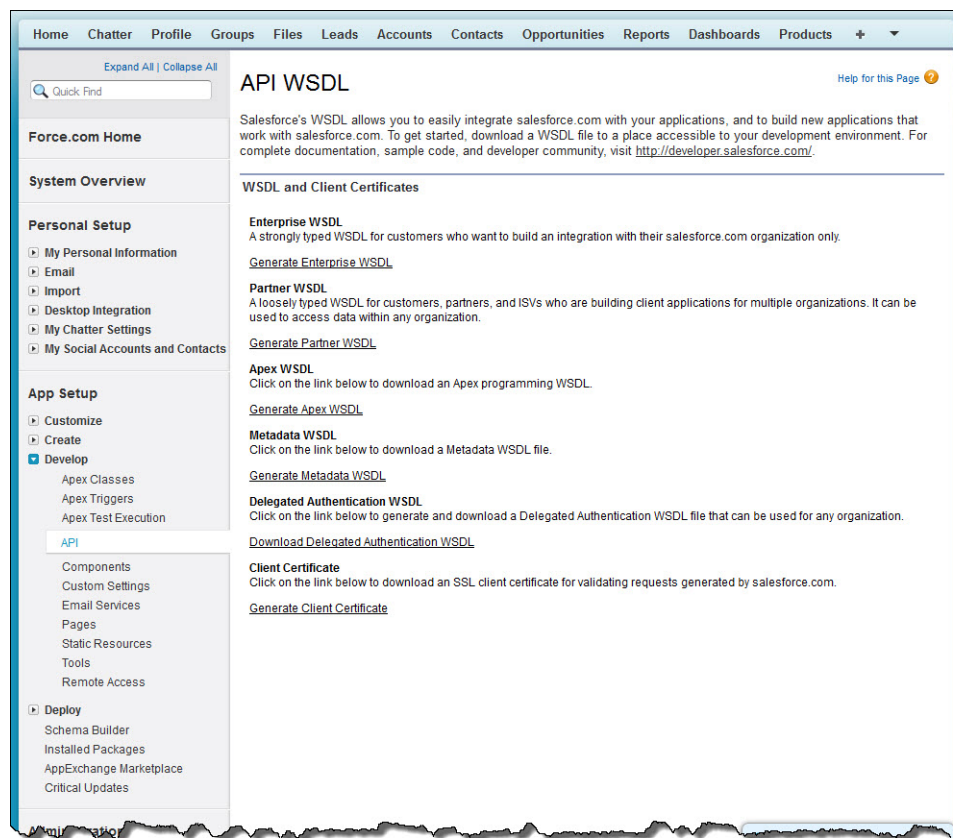 Home Chatter Profile Groups Files Leads Accounts Contacts Opportunities Reports Dashboards Products +
Expand All | Collapse All
Quick Find
Force.com Home
System Overview
Personal Setup
My Personal Information
Email
Import
Desktop Integration
My Chatter Settings
My Social Accounts and Contacts
App Setup
Customize
Create
Develop
Apex Classes
Apex Triggers
Apex Test Execution
API
Components
Custom Settings
Email Services
Pages
Static Resources
Tools
Remote Access
Deploy
Schema Builder
Installed Packages
AppExchange Marketplace
Critical Updates
API WSDL
Help for this Page ?
Salesforce's WSDL allows you to easily integrate salesforce.com with your applications, and to build new applications that
work with salesforce.com. To get started, download a WSDL file to a place accessible to your development environment. For
complete documentation, sample code, and developer community, visit http://developer.salesforce.com/.
WSDL and Client Certificates
Enterprise WSDL
A strongly typed WSDL for customers who want to build an integration with their salesforce.com organization only.
Generate Enterprise WSDL
Partner WSDL
A loosely typed WSDL for customers, partners, and ISVs who are building client applications for multiple organizations. It can be
used to access data within any organization.
Generate Partner WSDL
Apex WSDL
Click on the link below to download an Apex programming WSDL.
Generate Apex WSDL
Metadata WSDL
Click on the link below to download a Metadata WSDL file.
Generate Metadata WSDL
Delegated Authentication WSDL
Click on the link below to generate and download a Delegated Authentication WSDL file that can be used for any organization.
Download Delegated Authentication WSDL
Client Certificate
Click on the link below to download an SSL client certificate for validating requests generated by salesforce.com.
Generate Client Certificate